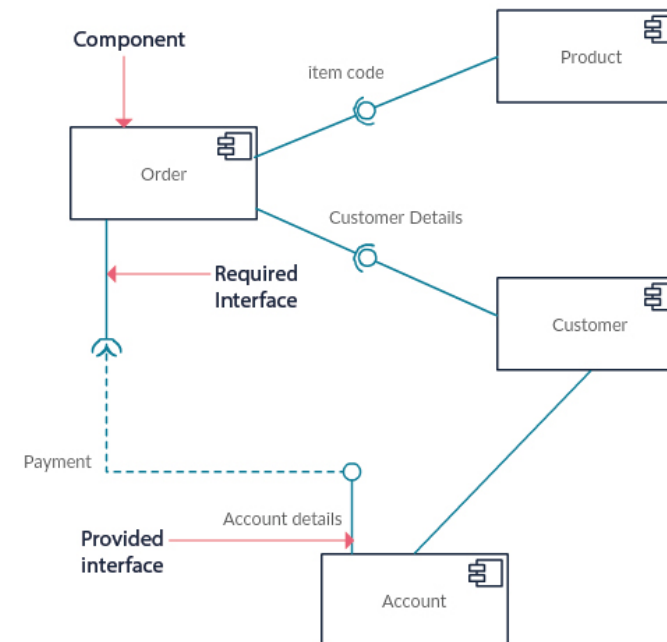 Component
item code
Product
Order
Customer Details
Required
Interface
Customer
Payment
Account details
Provided
interface
Account